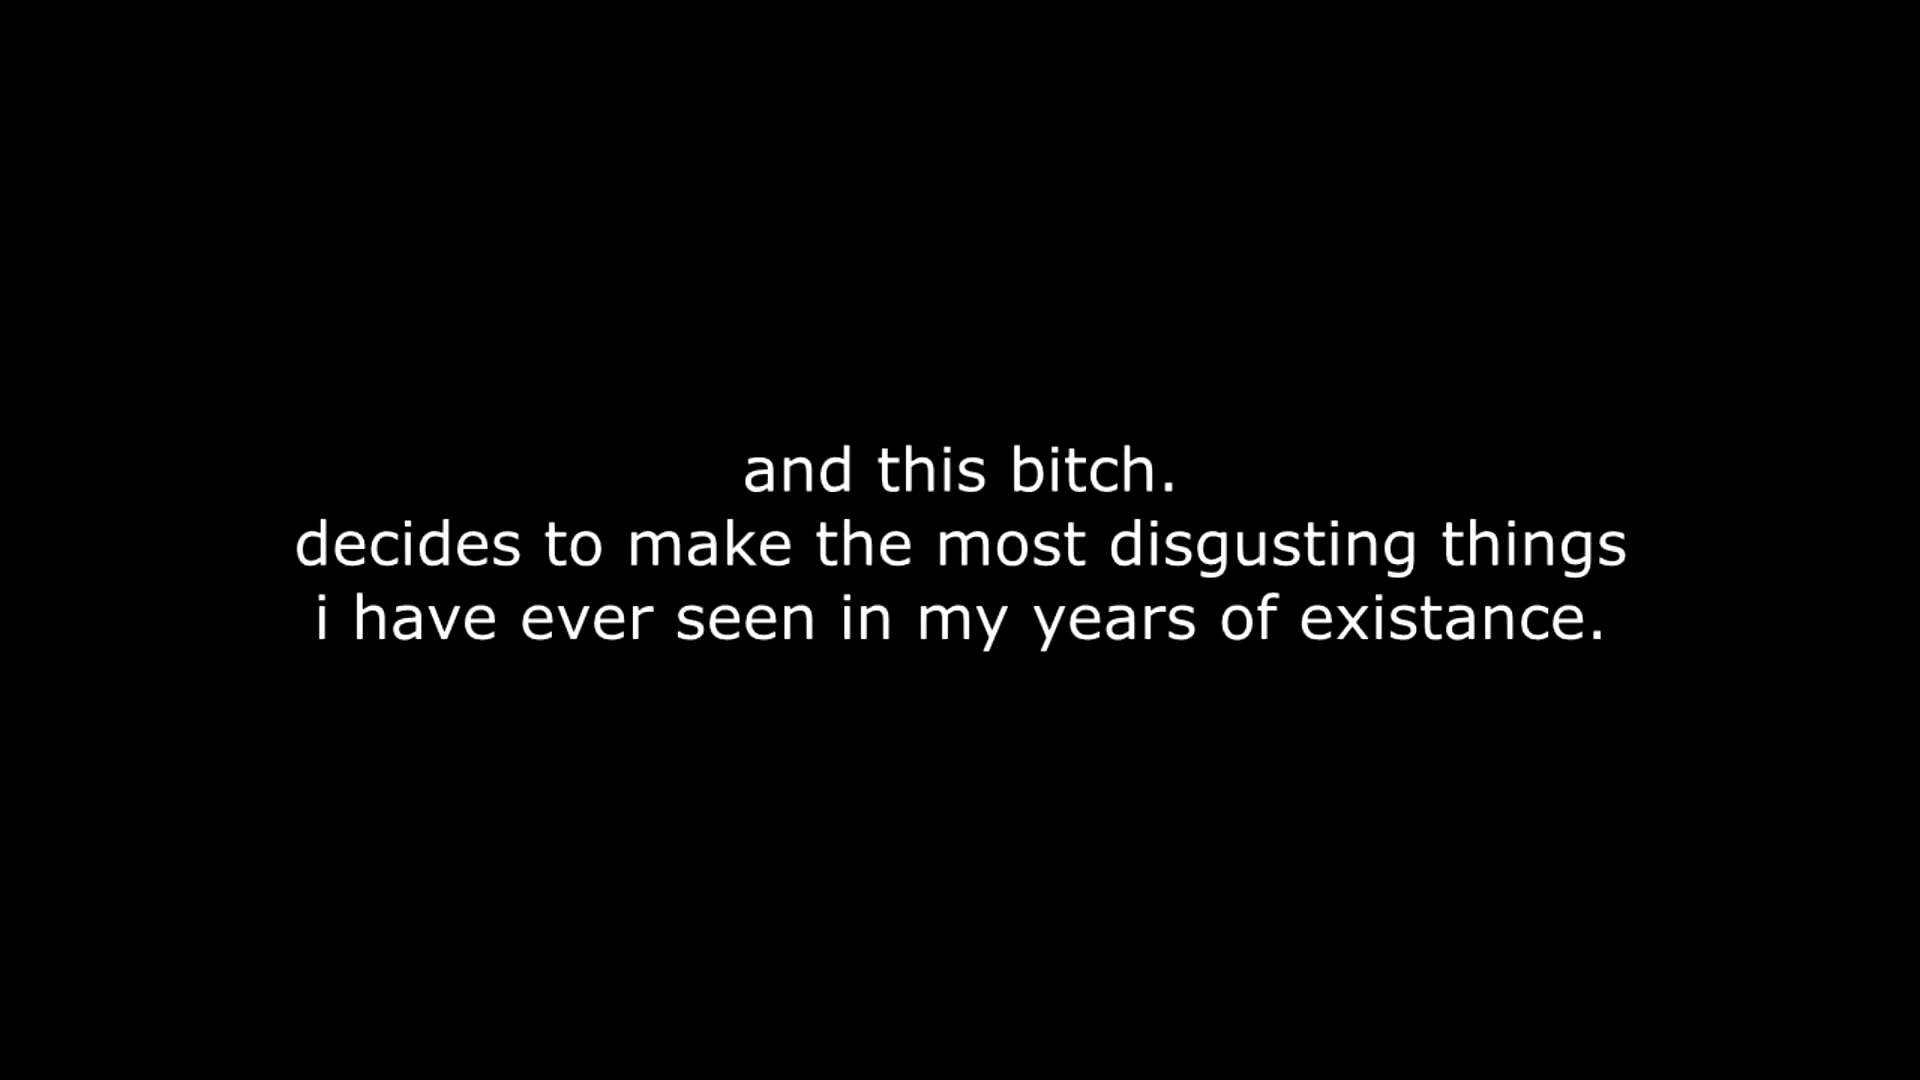 and this bitch.
decides to make the most disgusting things
i have ever seen in my years of existance.